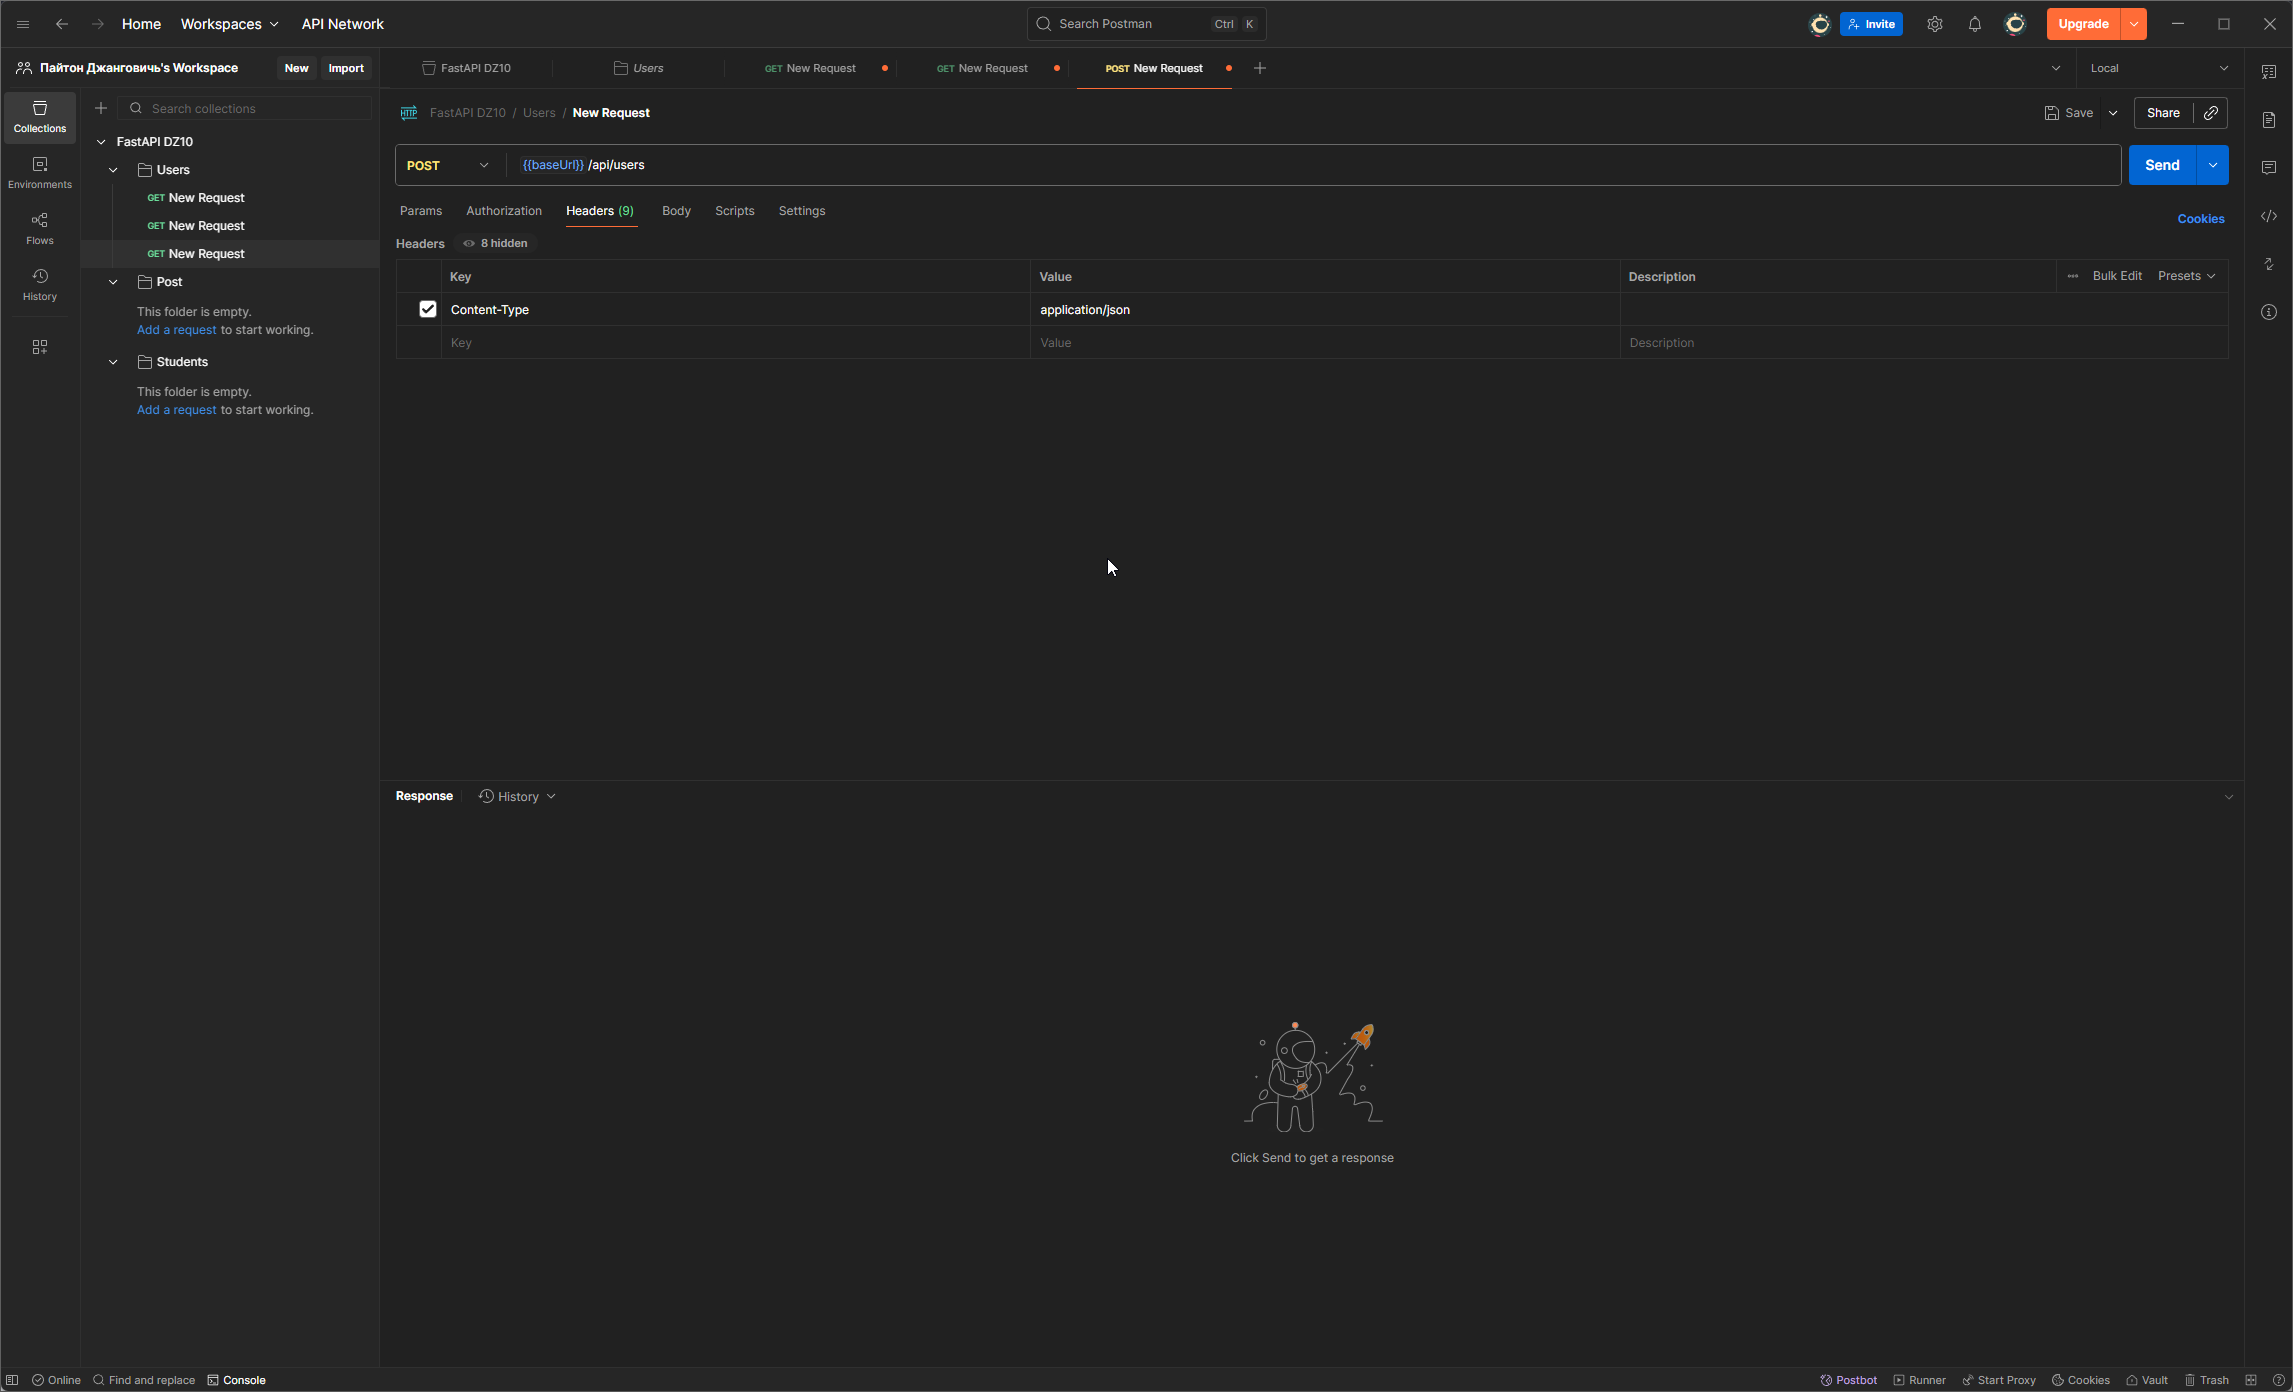 Home Workspaces API Network Search Postman Ctrl K Invite Upgrade
Пайтон Джанговичь's Workspace New Import
FastAPI DZ10 Users GET New Request GET New Request POST New Request Local
Collections
Environments
Flows
History
Search collections
FastAPI DZ10
Users
GET New Request
GET New Request
GET New Request
Post
This folder is empty.
Add a request to start working.
Students
This folder is empty.
Add a request to start working.
HTTP FastAPI DZ10 / Users / New Request Save Share
POST {{baseUrl}} /api/users Send
Params Authorization Headers (9) Body Scripts Settings Cookies
Headers 8 hidden
Key Value Description Bulk Edit Presets
Content-Type application/json
Key Value Description
Response History
Click Send to get a response
Online Find and replace Console Postbot Runner Start Proxy Cookies Vault Trash